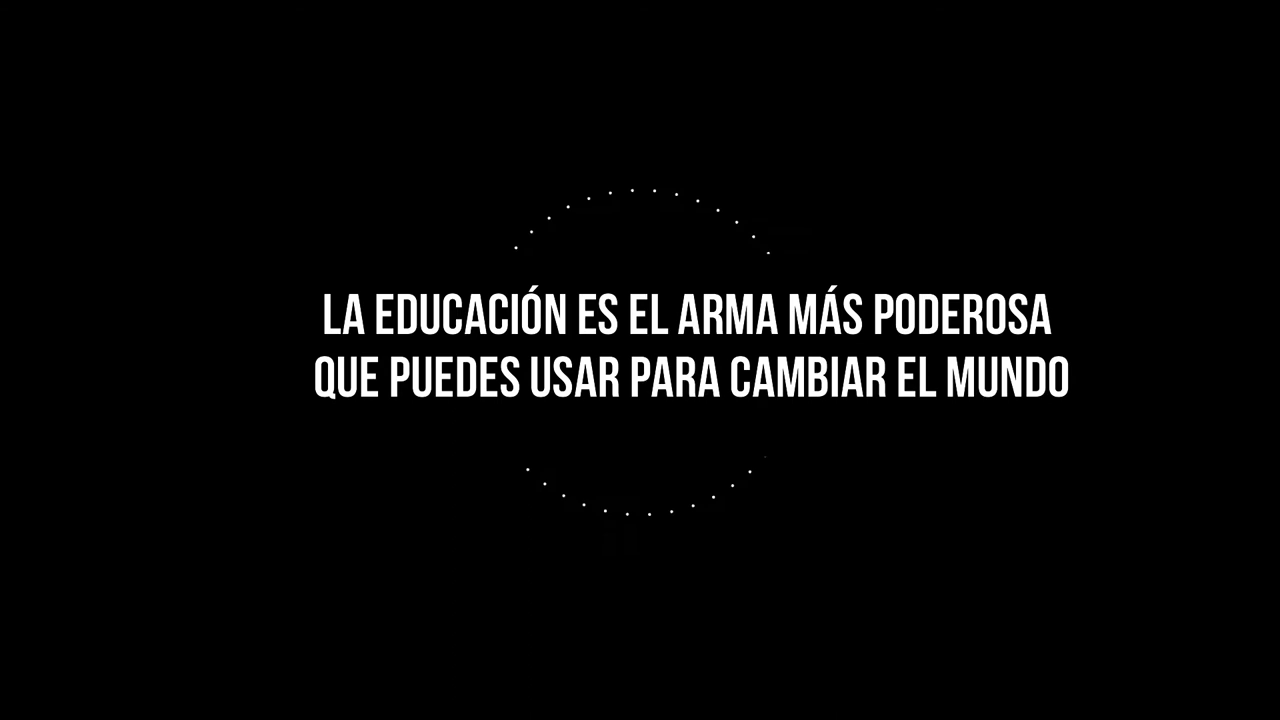 LA EDUCACIÓN ES EL ARMA MÁS PODEROSA
QUE PUEDES USAR PARA CAMBIAR EL MUNDO